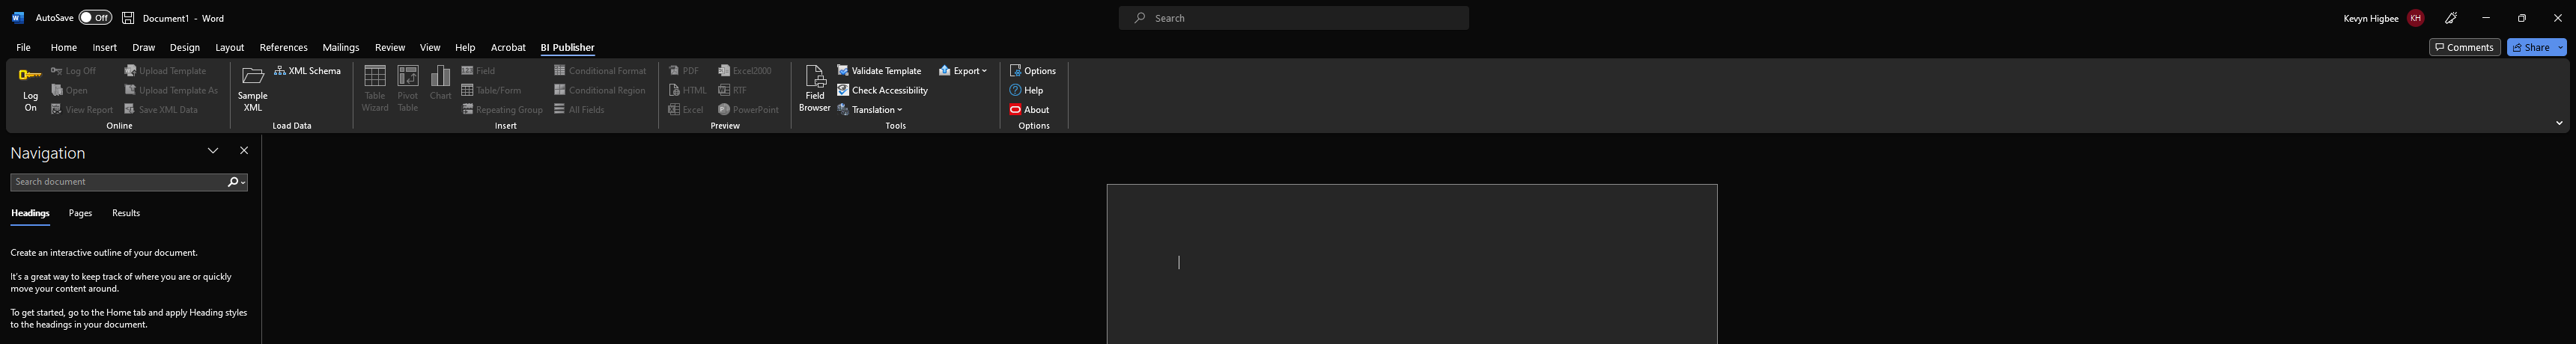 AutoSave Off Document1 - Word Search Kevyn Higbee KH
File Home Insert Draw Design Layout References Mailings Review View Help Acrobat BI Publisher Comments Share
Log On
Log Off
Open
View Report
Upload Template
Upload Template As
Save XML Data
Online
Sample XML
XML Schema
Load Data
Table Wizard
Pivot Table
Chart
Field
Table/Form
Repeating Group
Conditional Format
Conditional Region
All Fields
Insert
PDF
HTML
Excel
Excel2000
RTF
PowerPoint
Preview
Field Browser
Validate Template
Check Accessibility
Translation
Export
Tools
Options
Help
About
Options
Navigation
Search document
Headings Pages Results
Create an interactive outline of your document.
It's a great way to keep track of where you are or quickly
move your content around.
To get started, go to the Home tab and apply Heading styles
to the headings in your document.